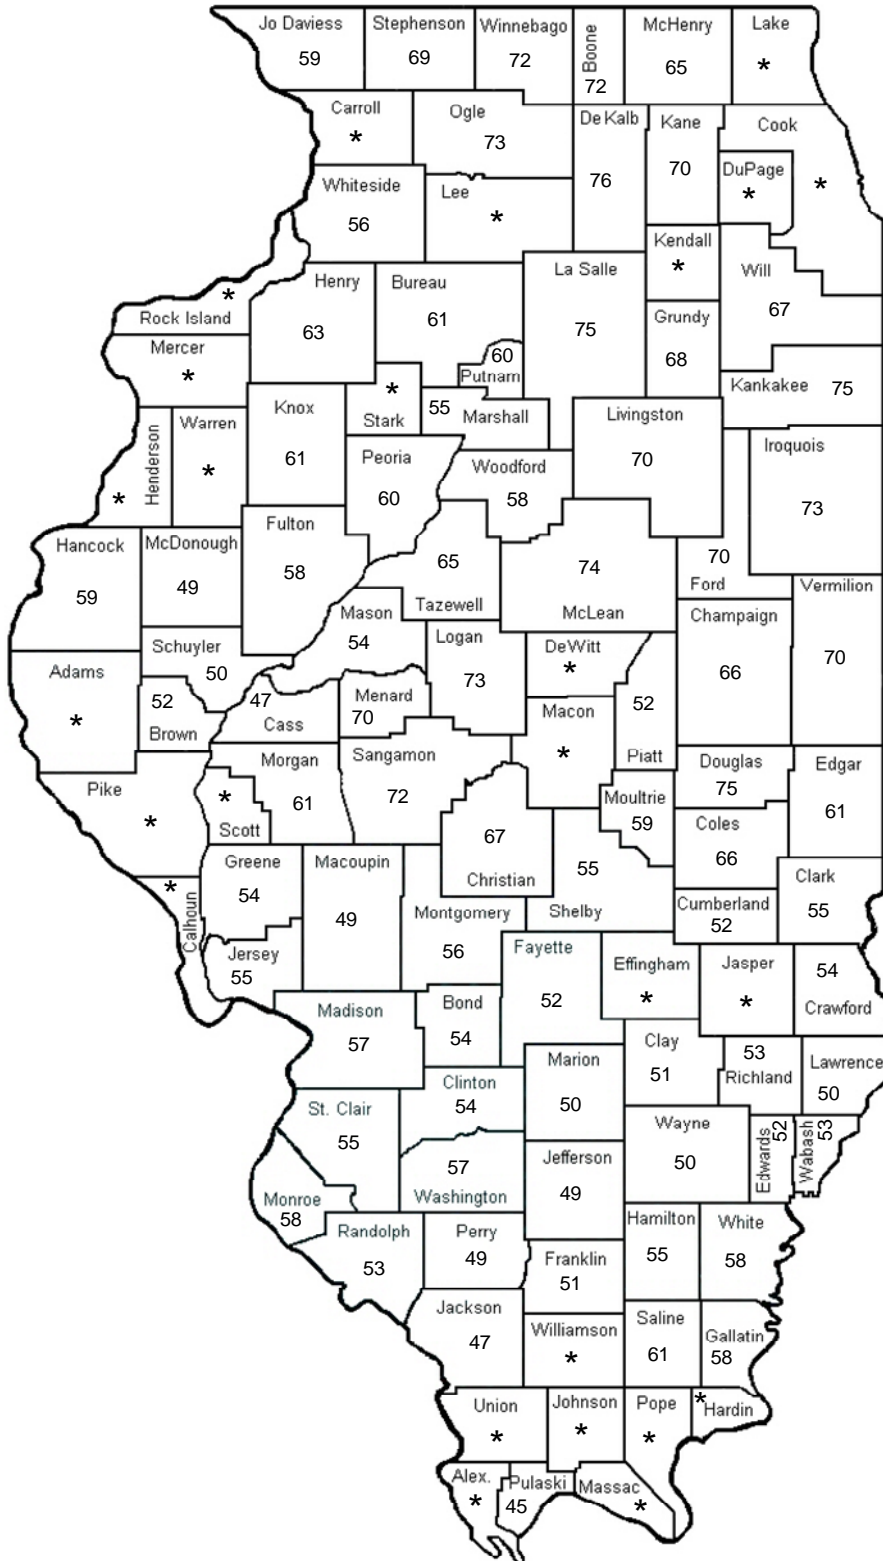 Jo Daviess
59
Stephenson
69
Winnebago
72
Boone
72
McHenry
65
Lake
*
Carroll
*
Ogle
73
De Kalb
76
Kane
70
Cook
*
DuPage
*
Whiteside
56
Lee
*
Kendall
*
Will
67
Rock Island
*
Henry
63
Bureau
61
La Salle
75
Grundy
68
Kankakee 75
Mercer
*
Putnam
60
Stark
*
Marshall
55
Knox
61
Livingston
70
Henderson
*
Warren
*
Peoria
60
Woodford
58
Iroquois
73
Hancock
59
McDonough
49
Fulton
58
Tazewell
65
McLean
74
Ford
70
Vermilion
70
Mason
54
Logan
73
DeWitt
*
Champaign
66
Adams
*
Schuyler
50
Brown
52
Cass
47
Menard
70
Macon
*
Piatt
52
Pike
*
Scott
*
Morgan
61
Sangamon
72
Moultrie
59
Douglas
75
Edgar
61
Christian
67
Coles
66
Calhoun
*
Greene
54
Macoupin
49
Montgomery
56
Shelby
55
Cumberland
52
Clark
55
Jersey
55
Fayette
52
Effingham
*
Jasper
*
Crawford
54
Madison
57
Bond
54
Clay
51
Richland
53
Lawrence
50
Marion
50
Clinton
54
St. Clair
55
Washington
57
Jefferson
49
Wayne
50
Edwards
52
Wabash
53
Monroe
58
Randolph
53
Perry
49
Franklin
51
Hamilton
55
White
58
Jackson
47
Williamson
*
Saline
61
Gallatin
58
Union
*
Johnson
*
Pope
*
Hardin
*
Alex.
*
Pulaski
45
Massac
*